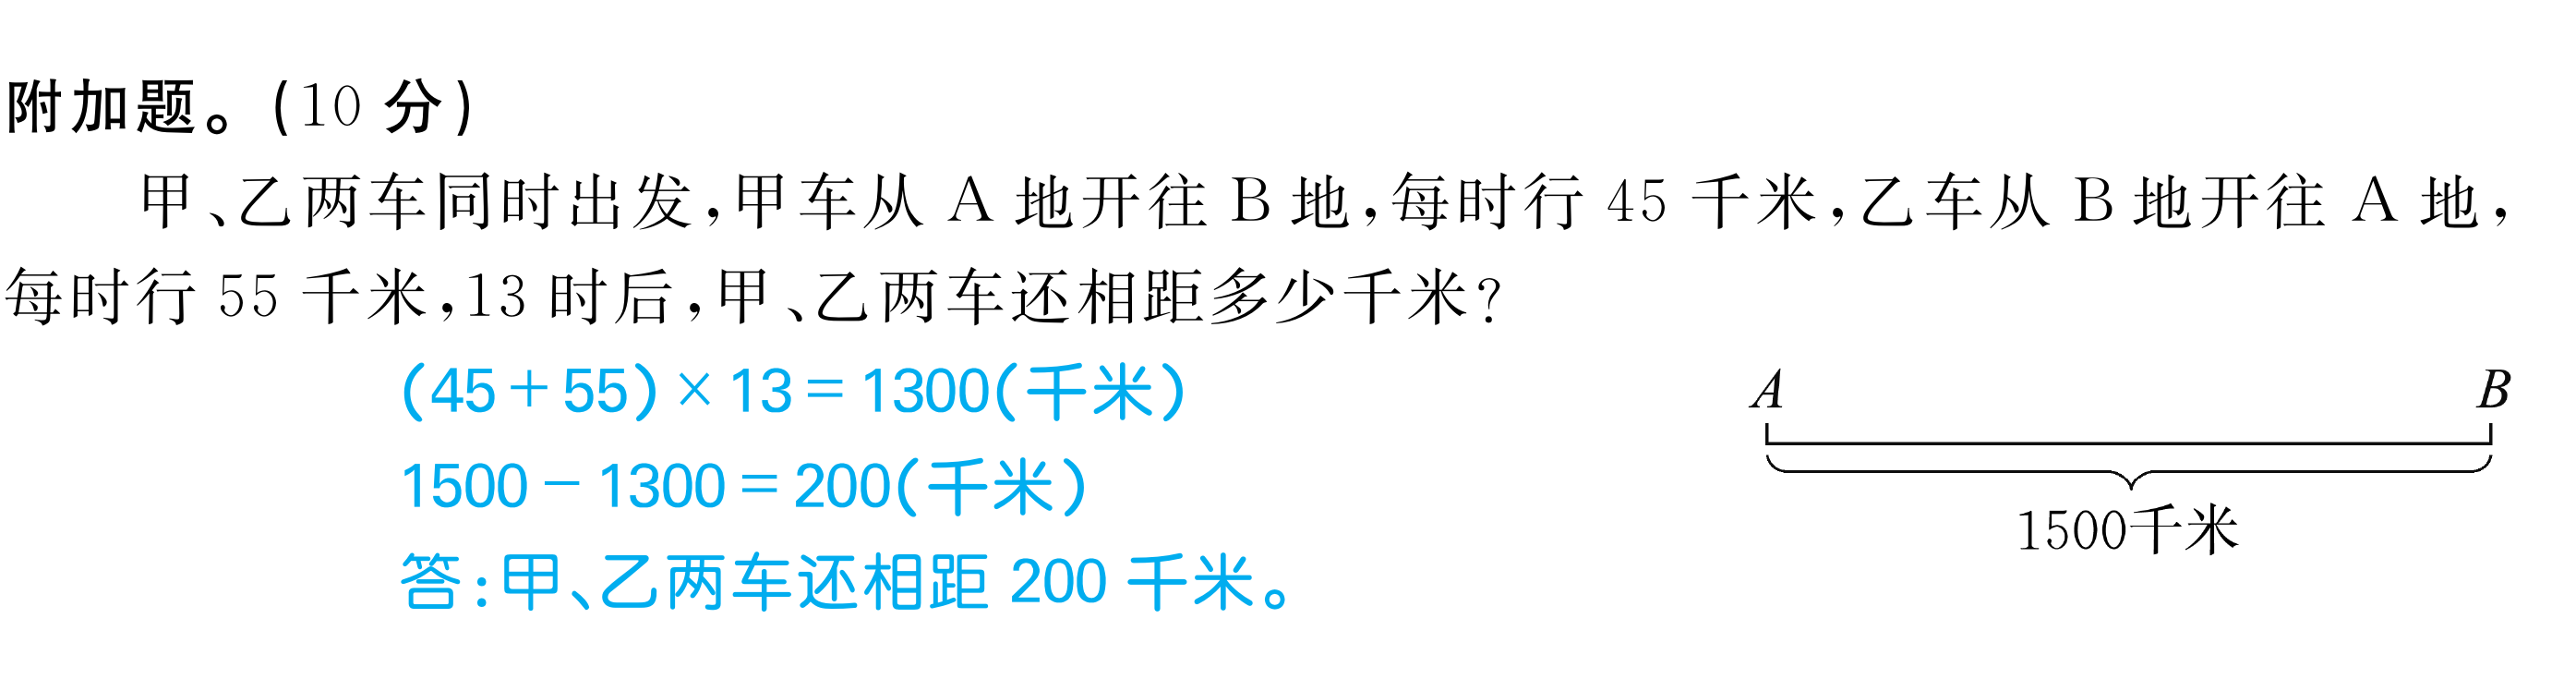 附加题。(10 分)
甲、乙两车同时出发,甲车从 A 地开往 B 地,每时行 45 千米,乙车从 B 地开往 A 地,
每时行 55 千米,13 时后,甲、乙两车还相距多少千米?
(45+55)×13=1300(千米)
1500-1300=200(千米)
答:甲、乙两车还相距 200 千米。
A B
1500千米